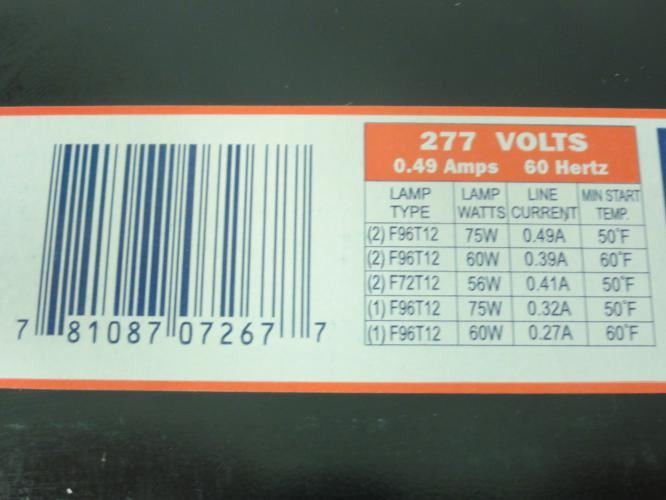 277 VOLTS
0.49 Amps 60 Hertz
LAMP TYPE LAMP WATTS LINE CURRENT MIN START TEMP.
(2) F96T12 75W 0.49A 50°F
(2) F96T12 60W 0.39A 60°F
(2) F72T12 56W 0.41A 50°F
(1) F96T12 75W 0.32A 50°F
(1) F96T12 60W 0.27A 60°F
7 81087 07267 7